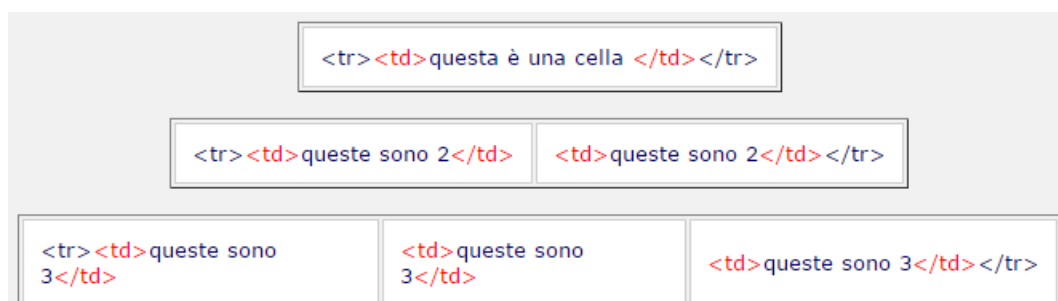 <tr><td>questa è una cella </td></tr>
<tr><td>queste sono 2</td> <td>queste sono 2</td></tr>
<tr><td>queste sono
3</td>
<td>queste sono
3</td>
<td>queste sono 3</td></tr>